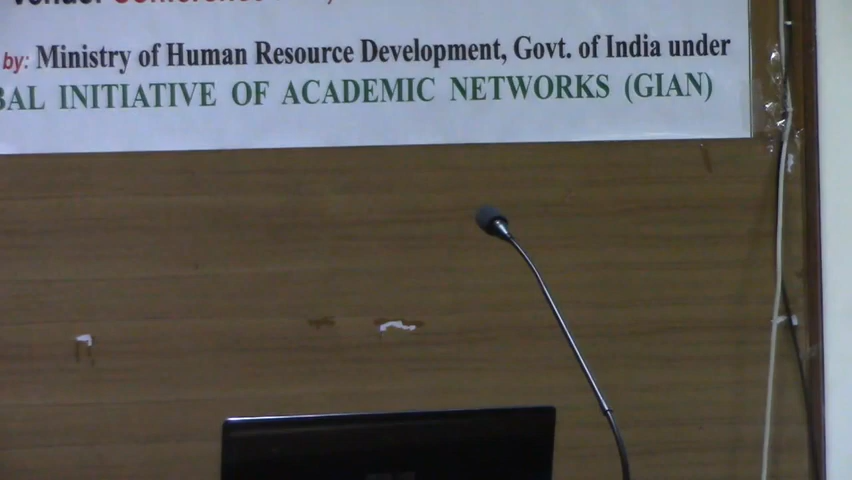 by: Ministry of Human Resource Development, Govt. of India under
BAL INITIATIVE OF ACADEMIC NETWORKS (GIAN)